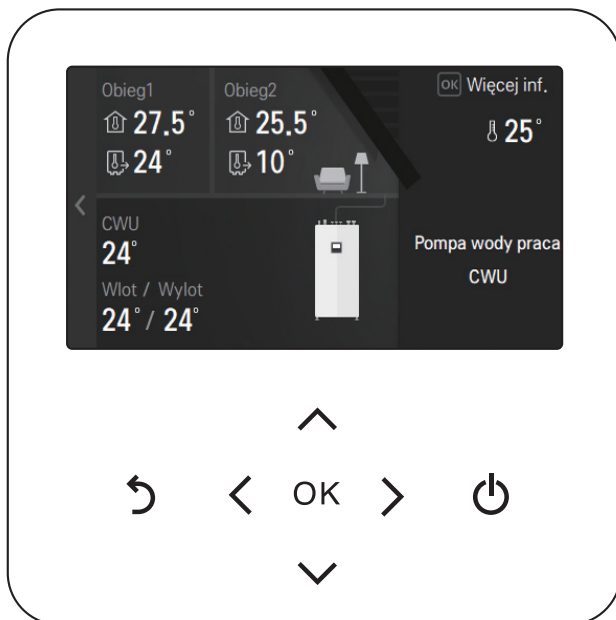 Obieg1
27.5°
24°
Obieg2
25.5°
10°
OK Więcej inf.
25°
CWU
24°
Wlot / Wylot
24° / 24°
Pompa wody praca
CWU
OK